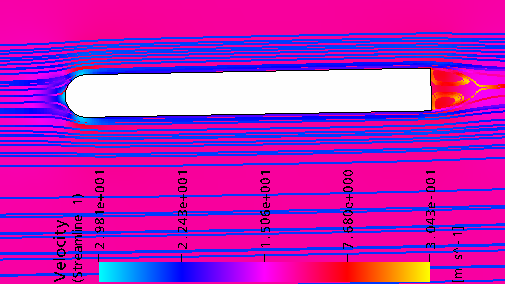 Velocity
(Streamline 1)
2.981e+001
2.243e+001
1.506e+001
7.680e+000
3.043e-001
[m s^-1]